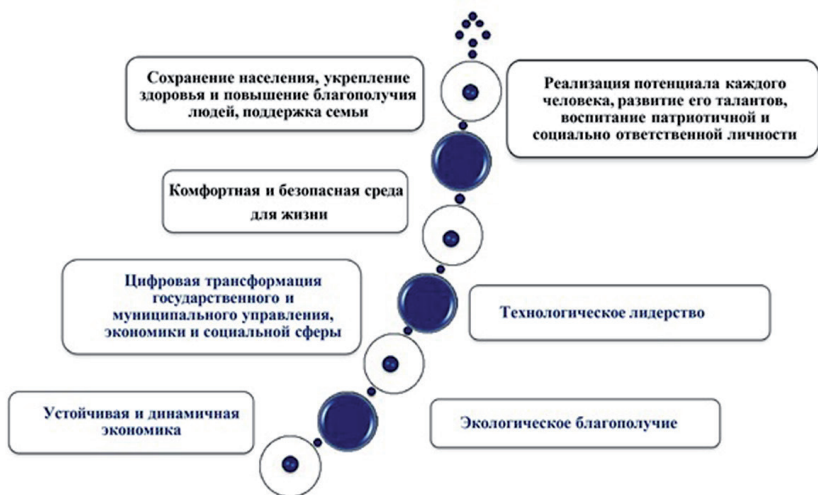 Сохранение населения, укрепление
здоровья и повышение благополучия
людей, поддержка семьи
Реализация потенциала каждого
человека, развитие его талантов,
воспитание патриотичной и
социально ответственной личности
Комфортная и безопасная среда
для жизни
Цифровая трансформация
государственного и
муниципального управления,
экономики и социальной сферы
Технологическое лидерство
Устойчивая и динамичная
экономика
Экологическое благополучие